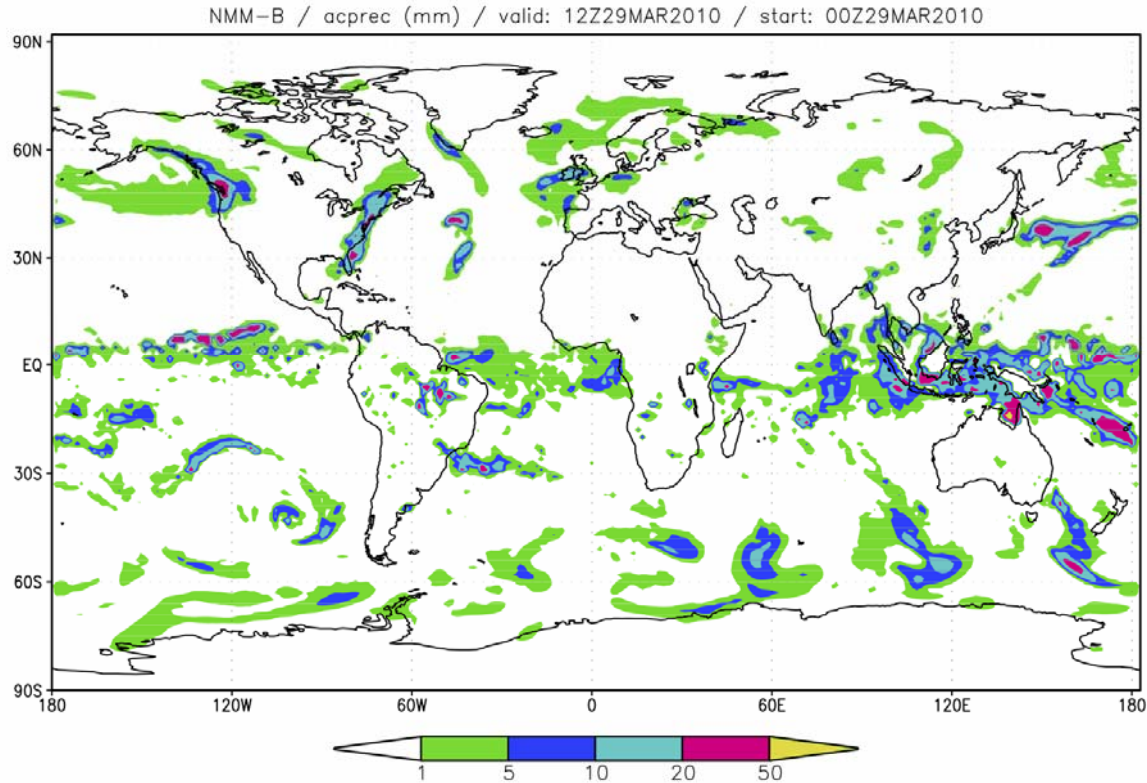 NMM-B / acprec (mm) / valid: 12Z29MAR2010 / start: 00Z29MAR2010
90N
60N
30N
EQ
30S
60S
90S
180 120W 60W 0 60E 120E 180
1 5 10 20 50